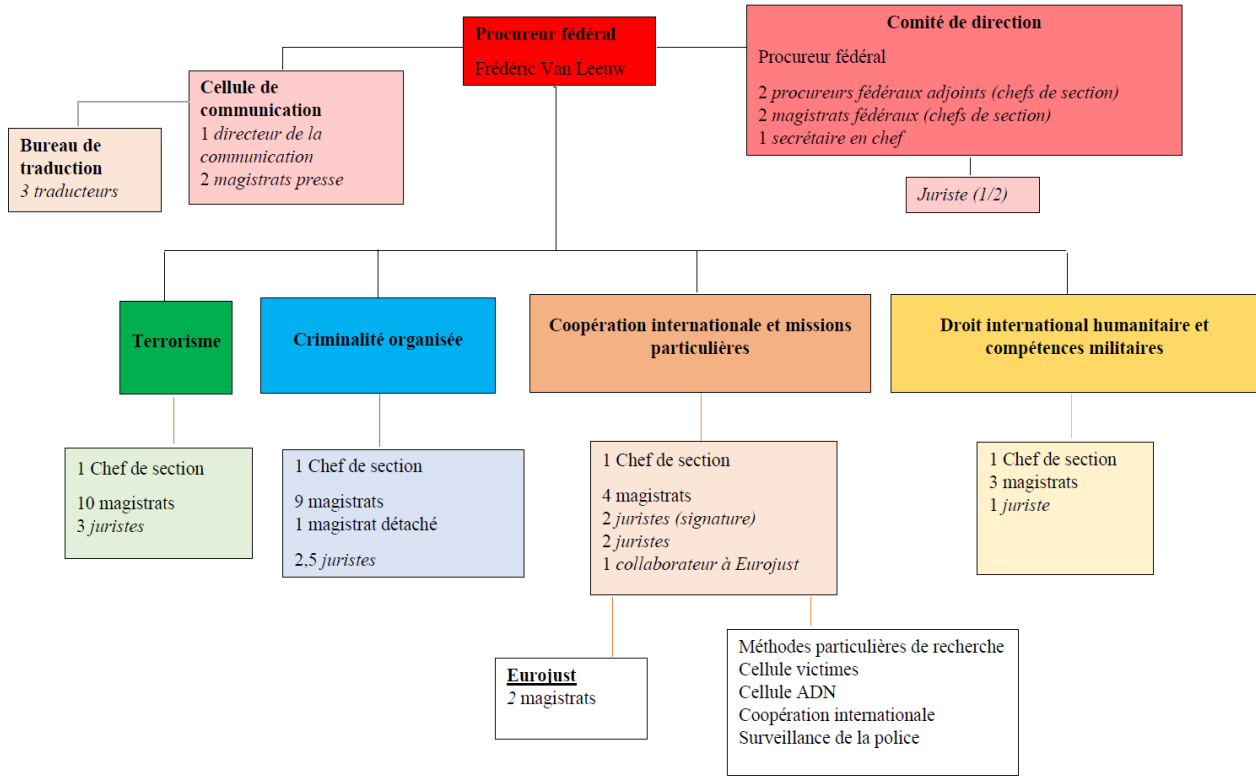 Procureur fédéral
Frédéric Van Leeuw
Comité de direction
Procureur fédéral
2 procureurs fédéraux adjoints (chefs de section)
2 magistrats fédéraux (chefs de section)
1 secrétaire en chef
Juriste (1/2)
Cellule de
communication
1 directeur de la
communication
2 magistrats presse
Bureau de
traduction
3 traducteurs
Terrorisme
Criminalité organisée
Coopération internationale et missions
particulières
Droit international humanitaire et
compétences militaires
1 Chef de section
10 magistrats
3 juristes
1 Chef de section
9 magistrats
1 magistrat détaché
2,5 juristes
1 Chef de section
4 magistrats
2 juristes (signature)
2 juristes
1 collaborateur à Eurojust
1 Chef de section
3 magistrats
1 juriste
Eurojust
2 magistrats
Méthodes particulières de recherche
Cellule victimes
Cellule ADN
Coopération internationale
Surveillance de la police